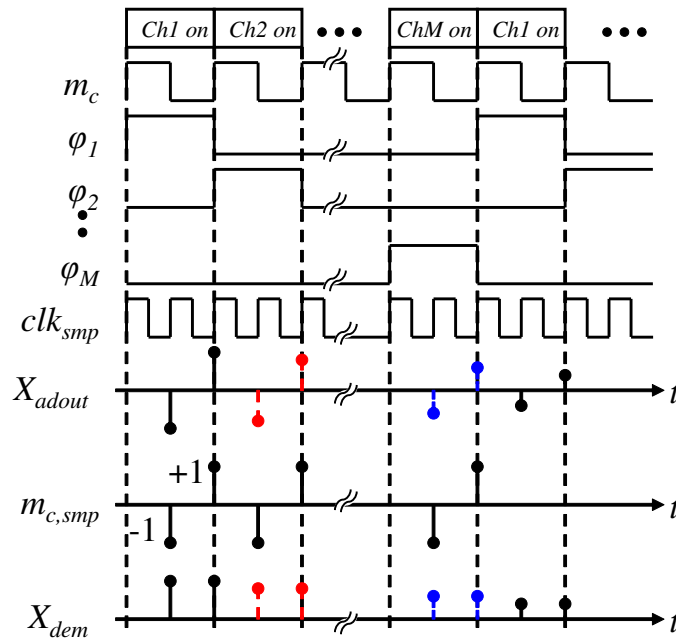 Ch1 on Ch2 on ••• ChM on Ch1 on •••
m_c
φ_1
φ_2
φ_M
clk_smp
X_adout t
+1
m_c,smp t
-1
X_dem t